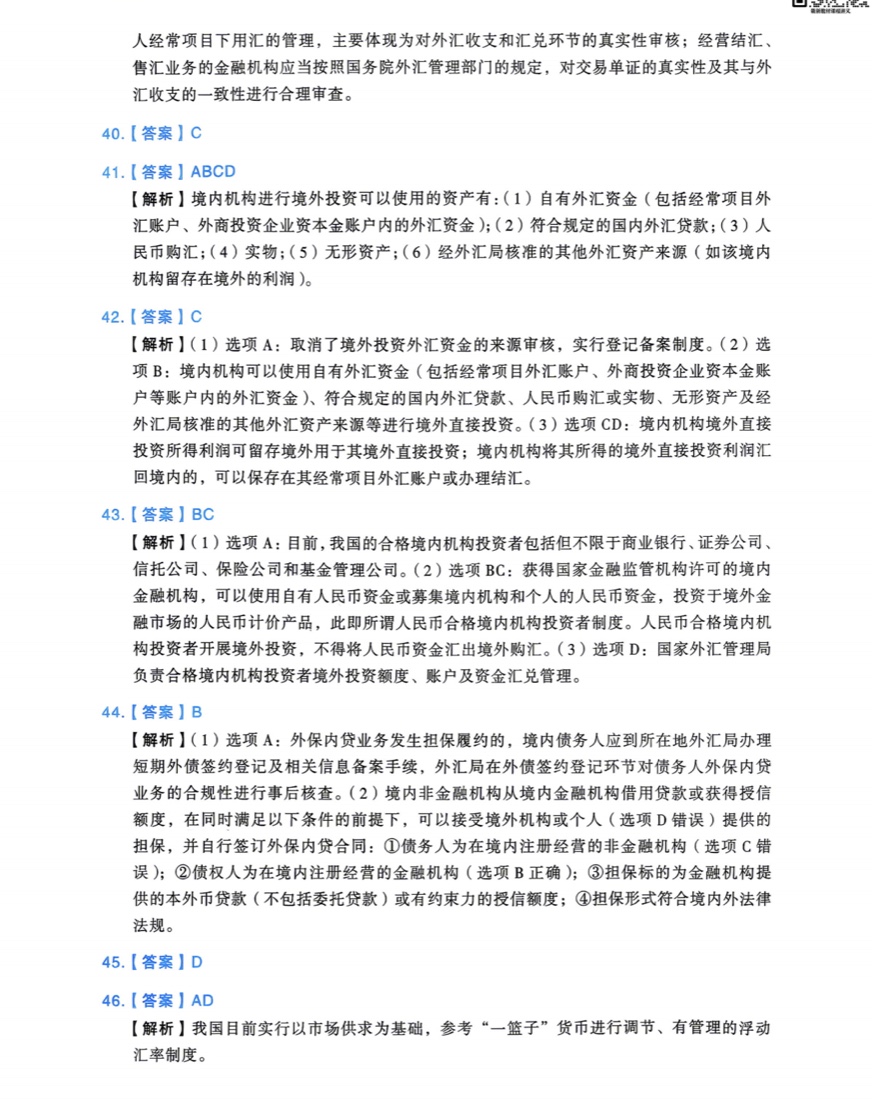 人经常项目下用汇的管理，主要体现为对外汇收支和汇兑环节的真实性审核；经营结汇、
售汇业务的金融机构应当按照国务院外汇管理部门的规定，对交易单证的真实性及其与外
汇收支的一致性进行合理审查。
40.【答案】C
41.【答案】ABCD
【解析】境内机构进行境外投资可以使用的资产有：（1）自有外汇资金（包括经常项目外
汇账户、外商投资企业资本金账户内的外汇资金）；（2）符合规定的国内外汇贷款；（3）人
民币购汇；（4）实物；（5）无形资产；（6）经外汇局核准的其他外汇资产来源（如该境内
机构留存在境外的利润）。
42.【答案】C
【解析】（1）选项 A：取消了境外投资外汇资金的来源审核，实行登记备案制度。（2）选
项 B：境内机构可以使用自有外汇资金（包括经常项目外汇账户、外商投资企业资本金账
户等账户内的外汇资金）、符合规定的国内外汇贷款、人民币购汇或实物、无形资产及经
外汇局核准的其他外汇资产来源等进行境外直接投资。（3）选项 CD：境内机构境外直接
投资所得利润可留存境外用于其境外直接投资；境内机构将其所得的境外直接投资利润汇
回境内的，可以保存在其经常项目外汇账户或办理结汇。
43.【答案】BC
【解析】（1）选项 A：目前，我国的合格境内机构投资者包括但不限于商业银行、证券公司、
信托公司、保险公司和基金管理公司。（2）选项 BC：获得国家金融监管机构许可的境内
金融机构，可以使用自有人民币资金或募集境内机构和个人的人民币资金，投资于境外金
融市场的人民币计价产品，此即所谓人民币合格境内机构投资者制度。人民币合格境内机
构投资者开展境外投资，不得将人民币资金汇出境外购汇。（3）选项 D：国家外汇管理局
负责合格境内机构投资者境外投资额度、账户及资金汇兑管理。
44.【答案】B
【解析】（1）选项 A：外保内贷业务发生担保履约的，境内债务人应到所在地外汇局办理
短期外债签约登记及相关信息备案手续，外汇局在外债签约登记环节对债务人外保内贷
业务的合规性进行事后核查。（2）境内非金融机构从境内金融机构借用贷款或获得授信
额度，在同时满足以下条件的前提下，可以接受境外机构或个人（选项 D 错误）提供的
担保，并自行签订外保内贷合同：①债务人为在境内注册经营的非金融机构（选项 C 错
误）；②债权人为在境内注册经营的金融机构（选项 B 正确）；③担保标的为金融机构提
供的本外币贷款（不包括委托贷款）或有约束力的授信额度；④担保形式符合境内外法律
法规。
45.【答案】D
46.【答案】AD
【解析】我国目前实行以市场供求为基础，参考“一篮子”货币进行调节、有管理的浮动
汇率制度。